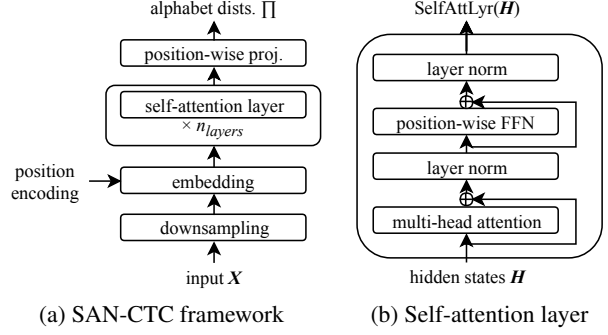 alphabet dists. ∏
position-wise proj.
self-attention layer
× n_layers
position
encoding
embedding
downsampling
input X
(a) SAN-CTC framework
SelfAttLyr(H)
layer norm
position-wise FFN
layer norm
multi-head attention
hidden states H
(b) Self-attention layer